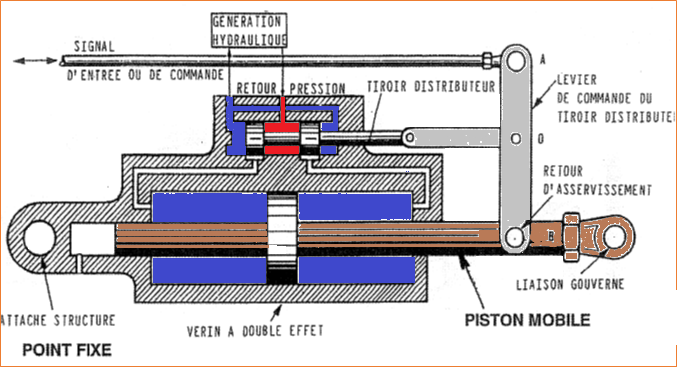 GENERATION
HYDRAULIQUE
SIGNAL
D'ENTREE OU DE COMMANDE
RETOUR PRESSION
TIROIR DISTRIBUTEUR
A
LEVIER
DE COMMANDE DU
TIROIR DISTRIBUTE
O
RETOUR
D'ASSERVISSEMENT
B
LIAISON GOUVERNE
ATTACHE STRUCTURE
VERIN A DOUBLE EFFET
PISTON MOBILE
POINT FIXE